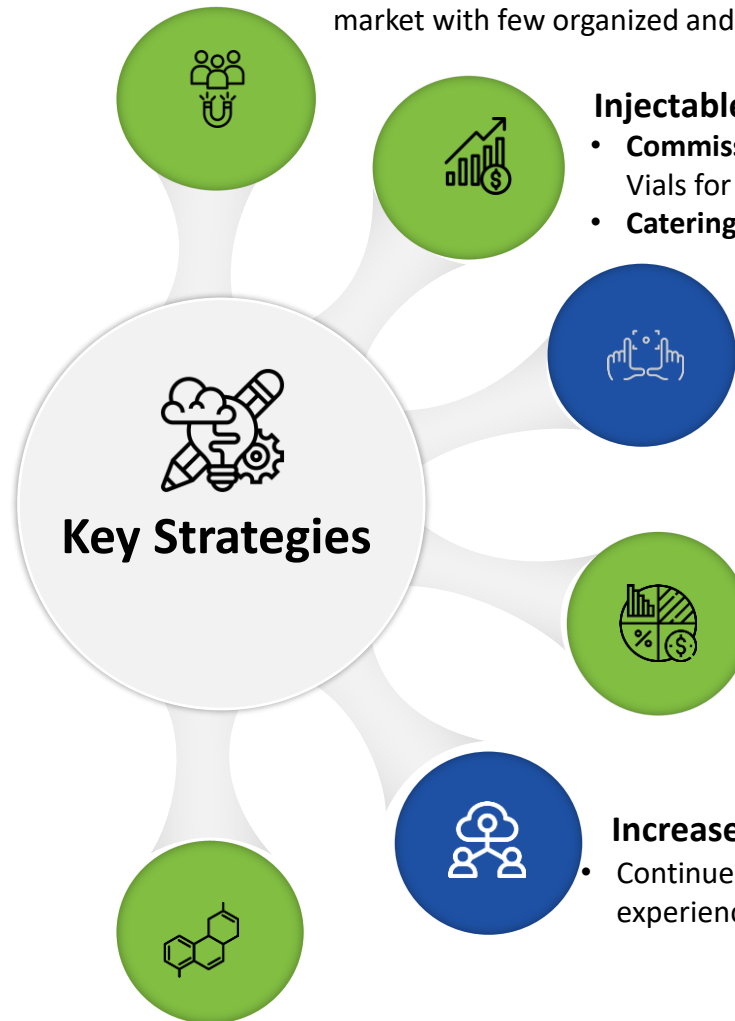 market with few organized and
Injectable
• Commiss
Vials for
• Catering
Key Strategies
Increase
• Continue
experienc